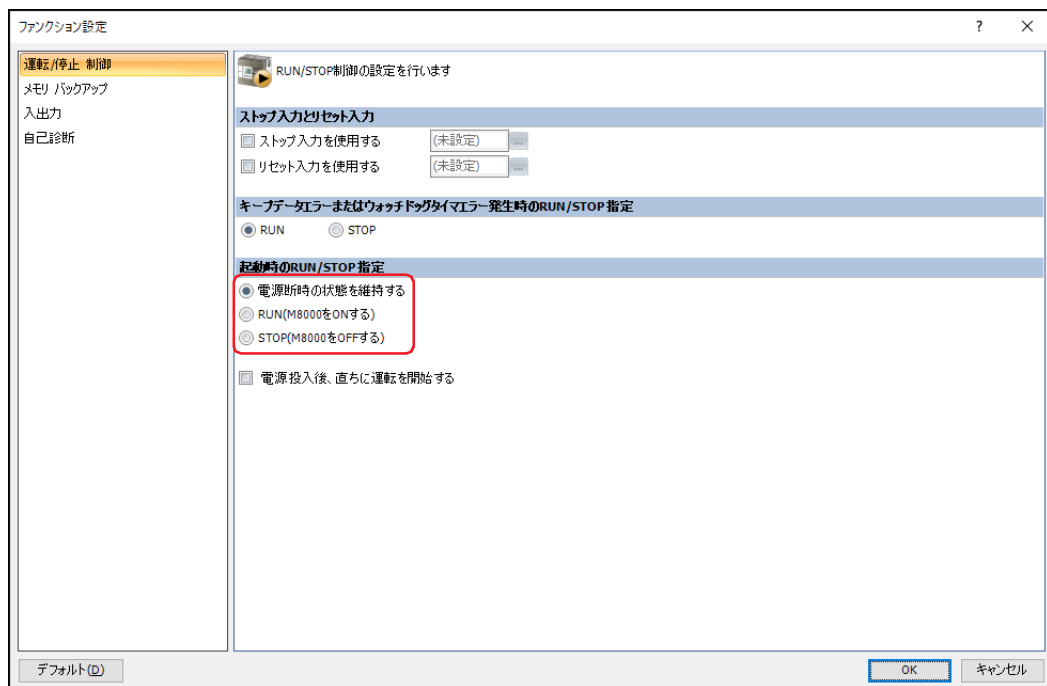 ファンクション設定
?
×
運転/停止 制御
メモリ バックアップ
入出力
自己診断
RUN/STOP制御の設定を行います
ストップ入力とリセット入力
ストップ入力を使用する (未設定) ...
リセット入力を使用する (未設定) ...
キープデータエラーまたはウォッチドッグタイマエラー発生時のRUN/STOP指定
RUN STOP
起動時のRUN/STOP指定
電源断時の状態を維持する
RUN(M8000をONする)
STOP(M8000をOFFする)
電源投入後、直ちに運転を開始する
デフォルト(D) OK キャンセル